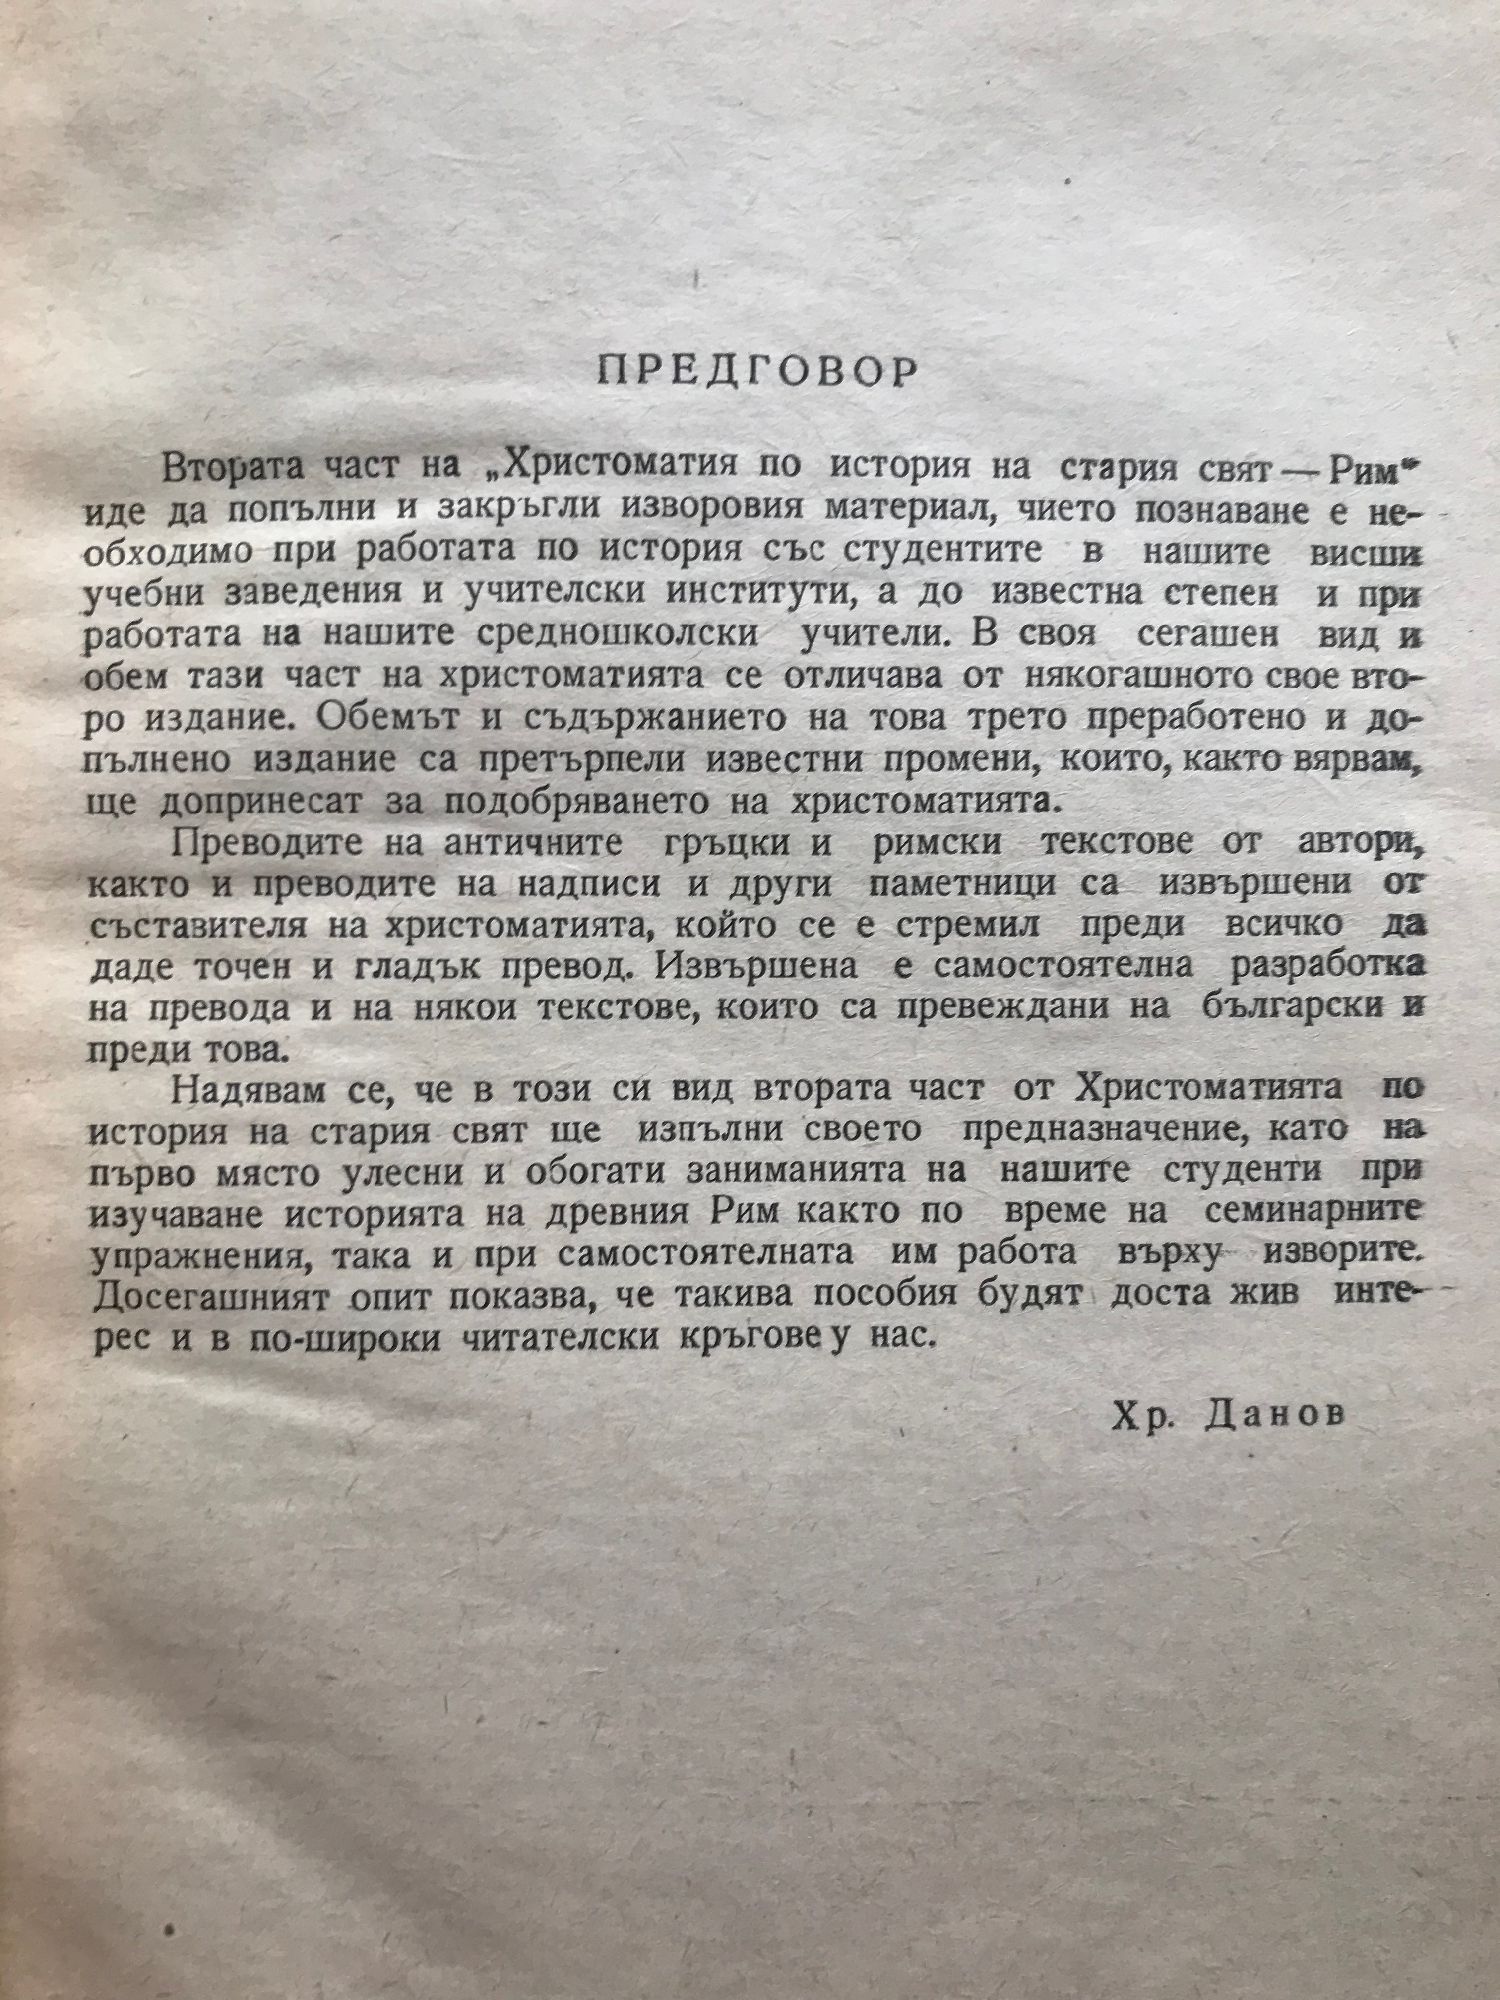 ПРЕДГОВОР
Втората част на „Христоматия по история на стария свят — Рим“
иде да попълни и закръгли изворовия материал, чието познаване е не-
обходимо при работата по история със студентите в нашите висши
учебни заведения и учителски институти, а до известна степен и при
работата на нашите средношколски учители. В своя сегашен вид и
обем тази част на христоматията се отличава от някогашното свое вто-
ро издание. Обемът и съдържанието на това трето преработено и до-
пълнено издание са претърпели известни промени, които, както вярвам,
ще допринесат за подобряването на христоматията.
Преводите на античните гръцки и римски текстове от автори,
както и преводите на надписи и други паметници са извършени от
съставителя на христоматията, който се е стремил преди всичко да
даде точен и гладък превод. Извършена е самостоятелна разработка
на превода и на някои текстове, които са превеждани на български и
преди това.
Надявам се, че в този си вид втората част от Христоматията по
история на стария свят ще изпълни своето предназначение, като на
първо място улесни и обогати заниманията на нашите студенти при
изучаване историята на древния Рим както по време на семинарните
упражнения, така и при самостоятелната им работа върху изворите.
Досегашният опит показва, че такива пособия будят доста жив инте-
рес и в по-широки читателски кръгове у нас.
Хр. Данов